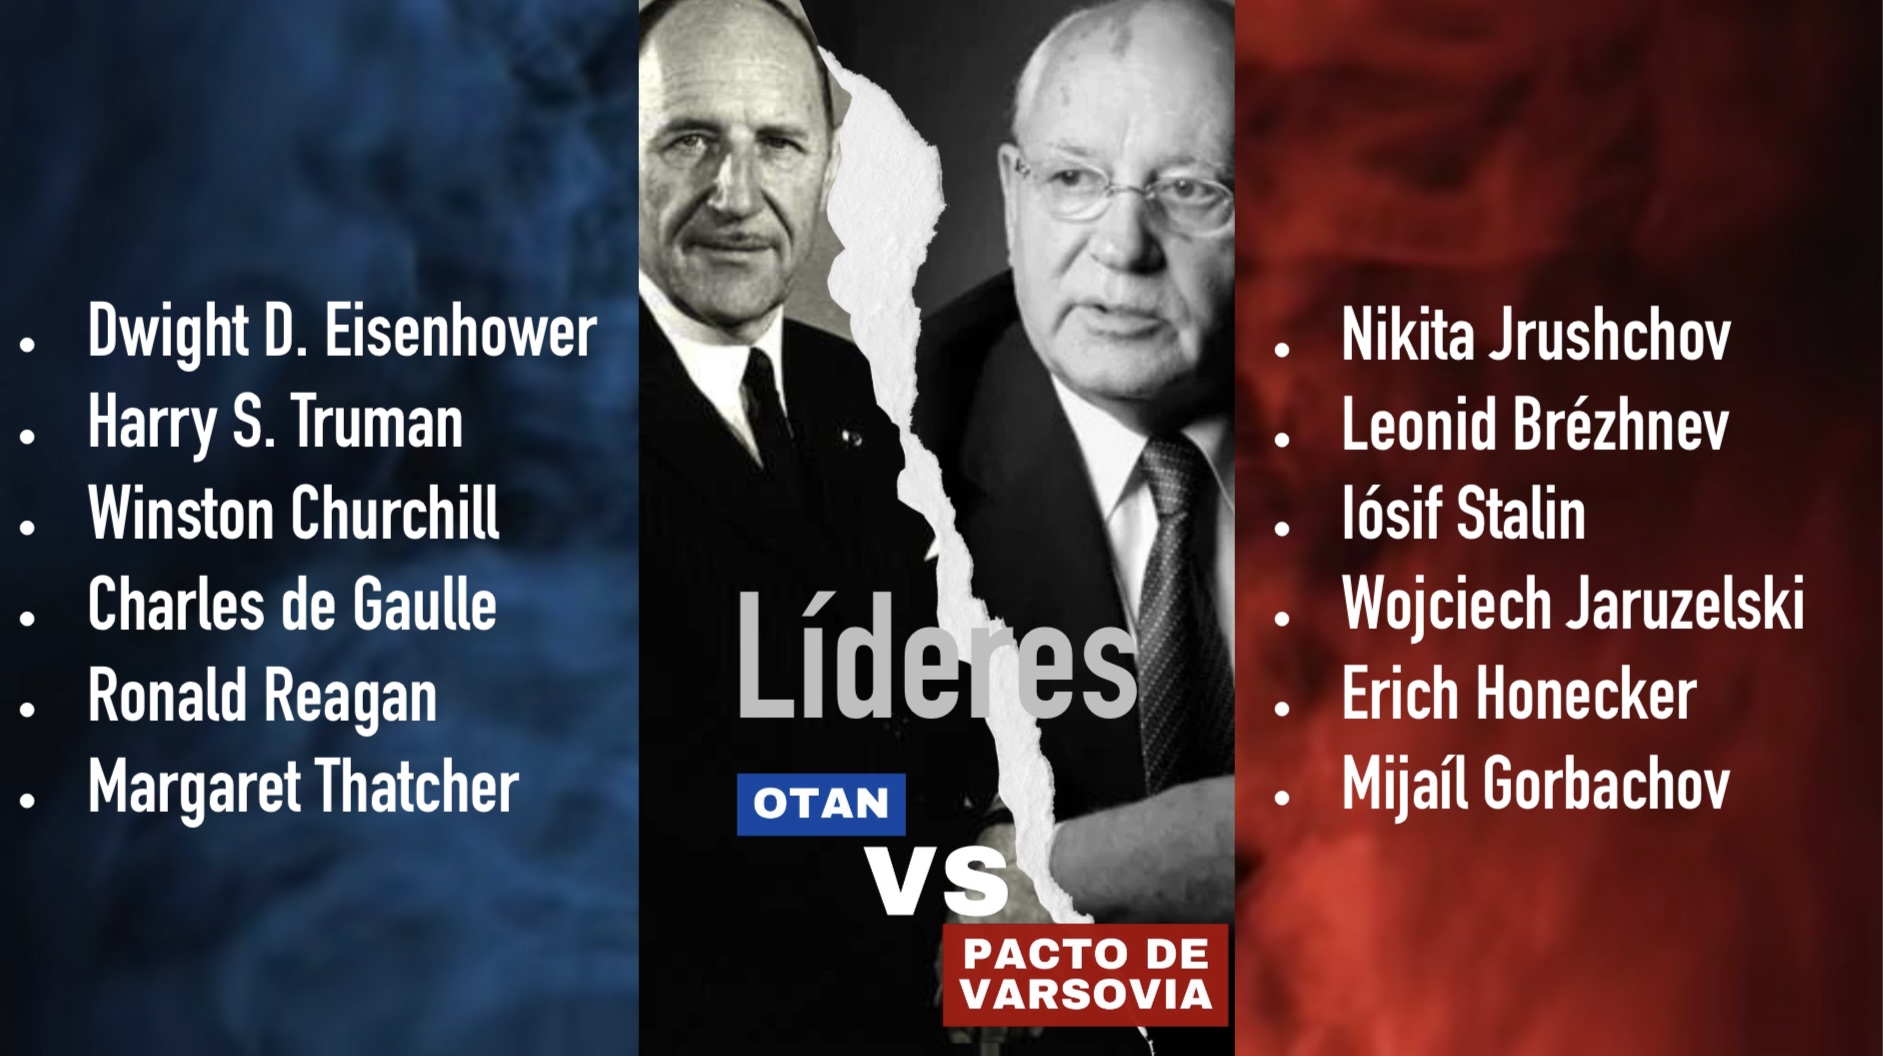 Dwight D. Eisenhower
Harry S. Truman
Winston Churchill
Charles de Gaulle
Ronald Reagan
Margaret Thatcher
Líderes
OTAN
VS
PACTO DE
VARSOVIA
Nikita Jrushchov
Leonid Brézhnev
Iósif Stalin
Wojciech Jaruzelski
Erich Honecker
Mijaíl Gorbachov